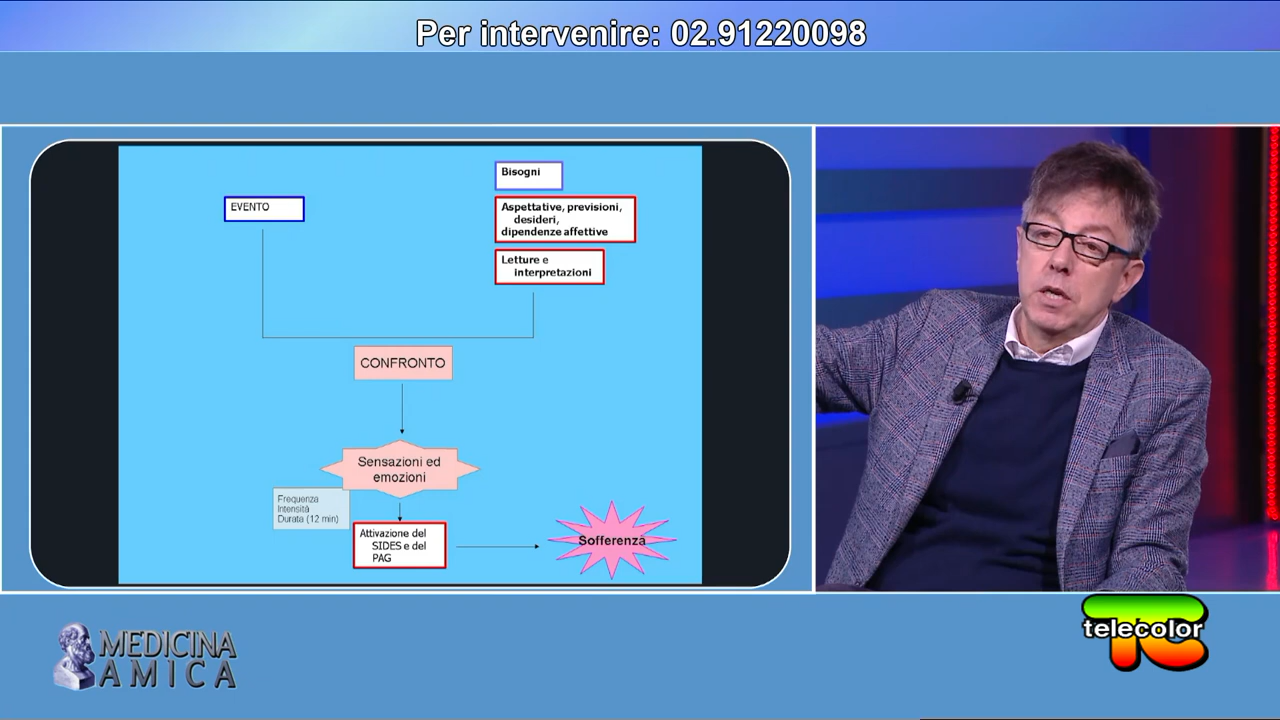 Per intervenire: 02.91220098
Bisogni
EVENTO
Aspettative, previsioni,
desideri,
dipendenze affettive
Letture e
interpretazioni
CONFRONTO
Sensazioni ed
emozioni
Frequenza
Intensità
Durata (12 min)
Attivazione del
SIDES e del
PAG
Sofferenza
MEDICINA
AMICA
telecolor
TC